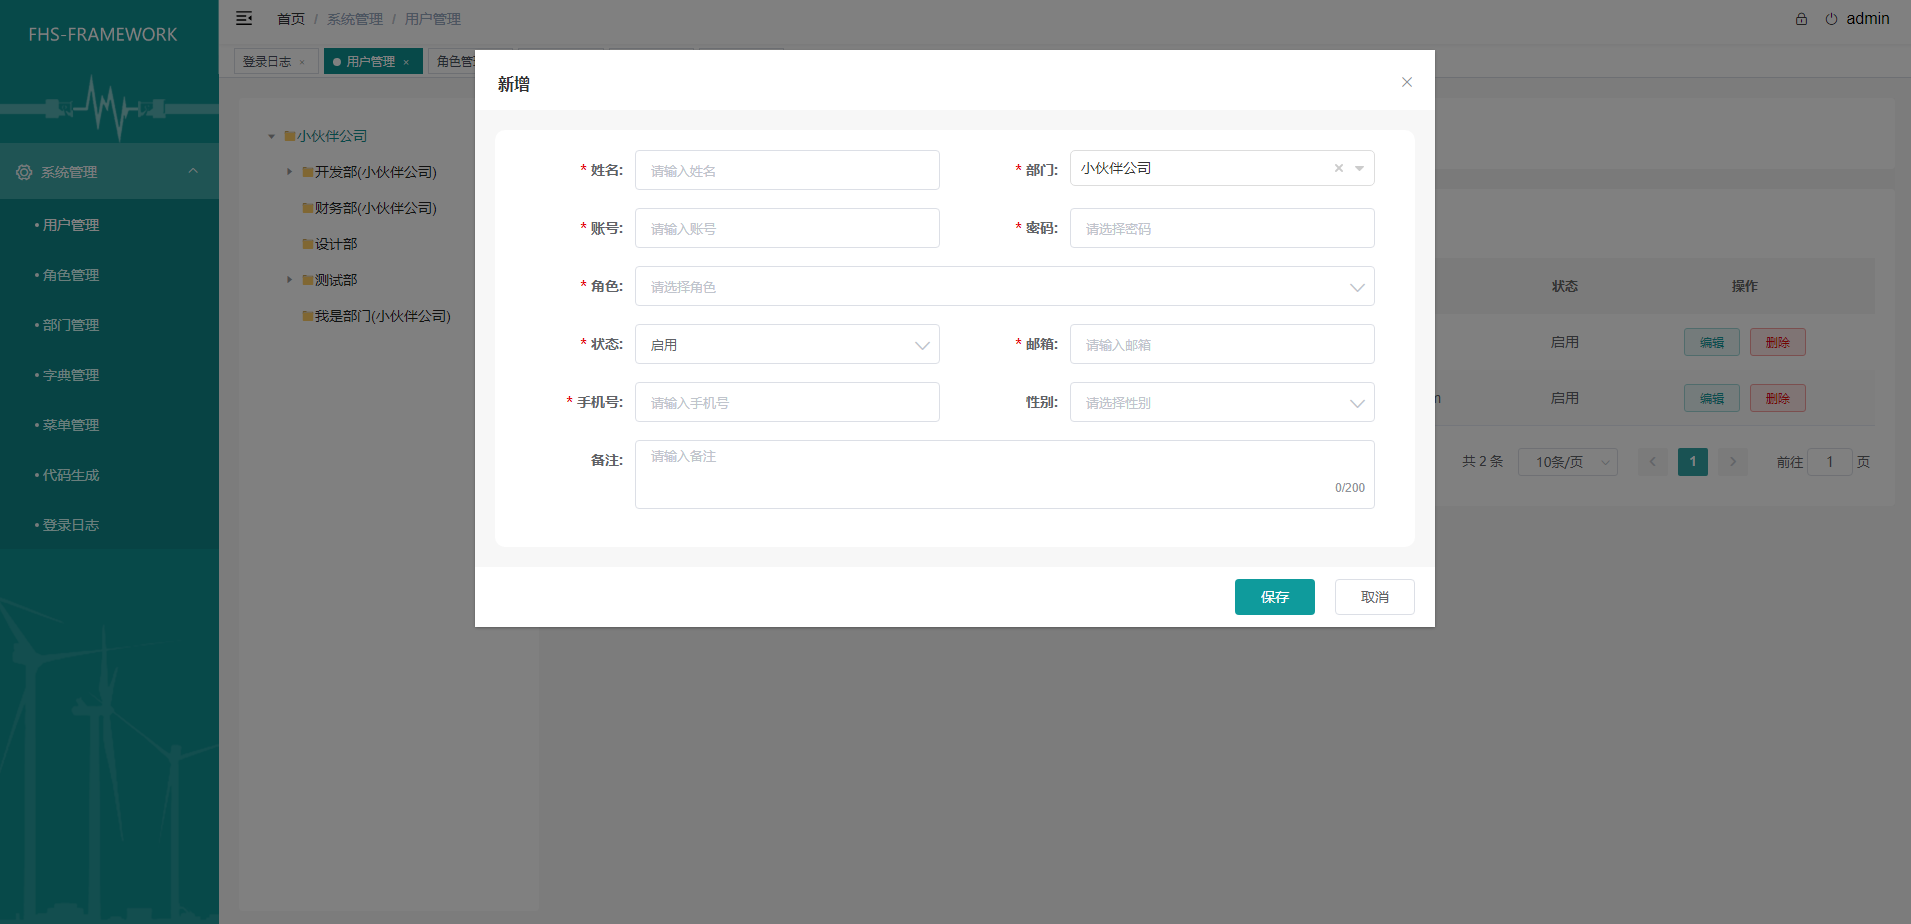 FHS-FRAMEWORK
系统管理
用户管理
角色管理
部门管理
字典管理
菜单管理
代码生成
登录日志
首页 / 系统管理 / 用户管理
admin
登录日志 × 用户管理 × 角色管
小伙伴公司
开发部(小伙伴公司)
财务部(小伙伴公司)
设计部
测试部
我是部门(小伙伴公司)
新增
* 姓名: 请输入姓名
* 部门: 小伙伴公司
* 账号: 请输入账号
* 密码: 请选择密码
* 角色: 请选择角色
* 状态: 启用
* 邮箱: 请输入邮箱
* 手机号: 请输入手机号
性别: 请选择性别
备注: 请输入备注
0/200
保存 取消
状态 操作
启用 编辑 删除
m 启用 编辑 删除
共 2 条 10条/页 1 前往 1 页